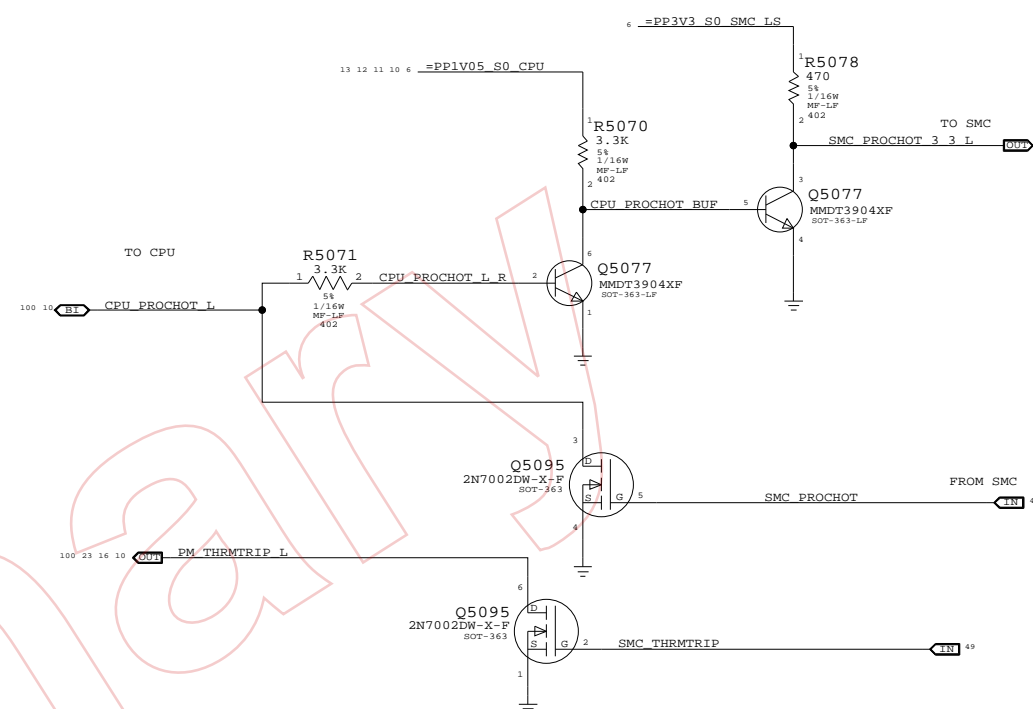 6 =PP3V3_S0_SMC_LS
13 12 11 10 6 =PP1V05_S0_CPU
1
R5078
470
5%
1/16W
MF-LF
402
2
TO SMC
SMC_PROCHOT_3_3_L
OUT
1
R5070
3.3K
5%
1/16W
MF-LF
402
2
3
Q5077
MMDT3904XF
SOT-363-LF
5
4
CPU_PROCHOT_BUF
TO CPU
R5071
1 3.3K 2
5%
1/16W
MF-LF
402
CPU_PROCHOT_L_R
2
6
Q5077
MMDT3904XF
SOT-363-LF
1
100 10 BI CPU_PROCHOT_L
3
Q5095
2N7002DW-X-F
SOT-363
D
S G
5
4
SMC_PROCHOT
FROM SMC
IN 4
100 23 16 10 OUT PM_THRMTRIP_L
6
Q5095
2N7002DW-X-F
SOT-363
D
S G
2
1
SMC_THRMTRIP
IN 49
nary